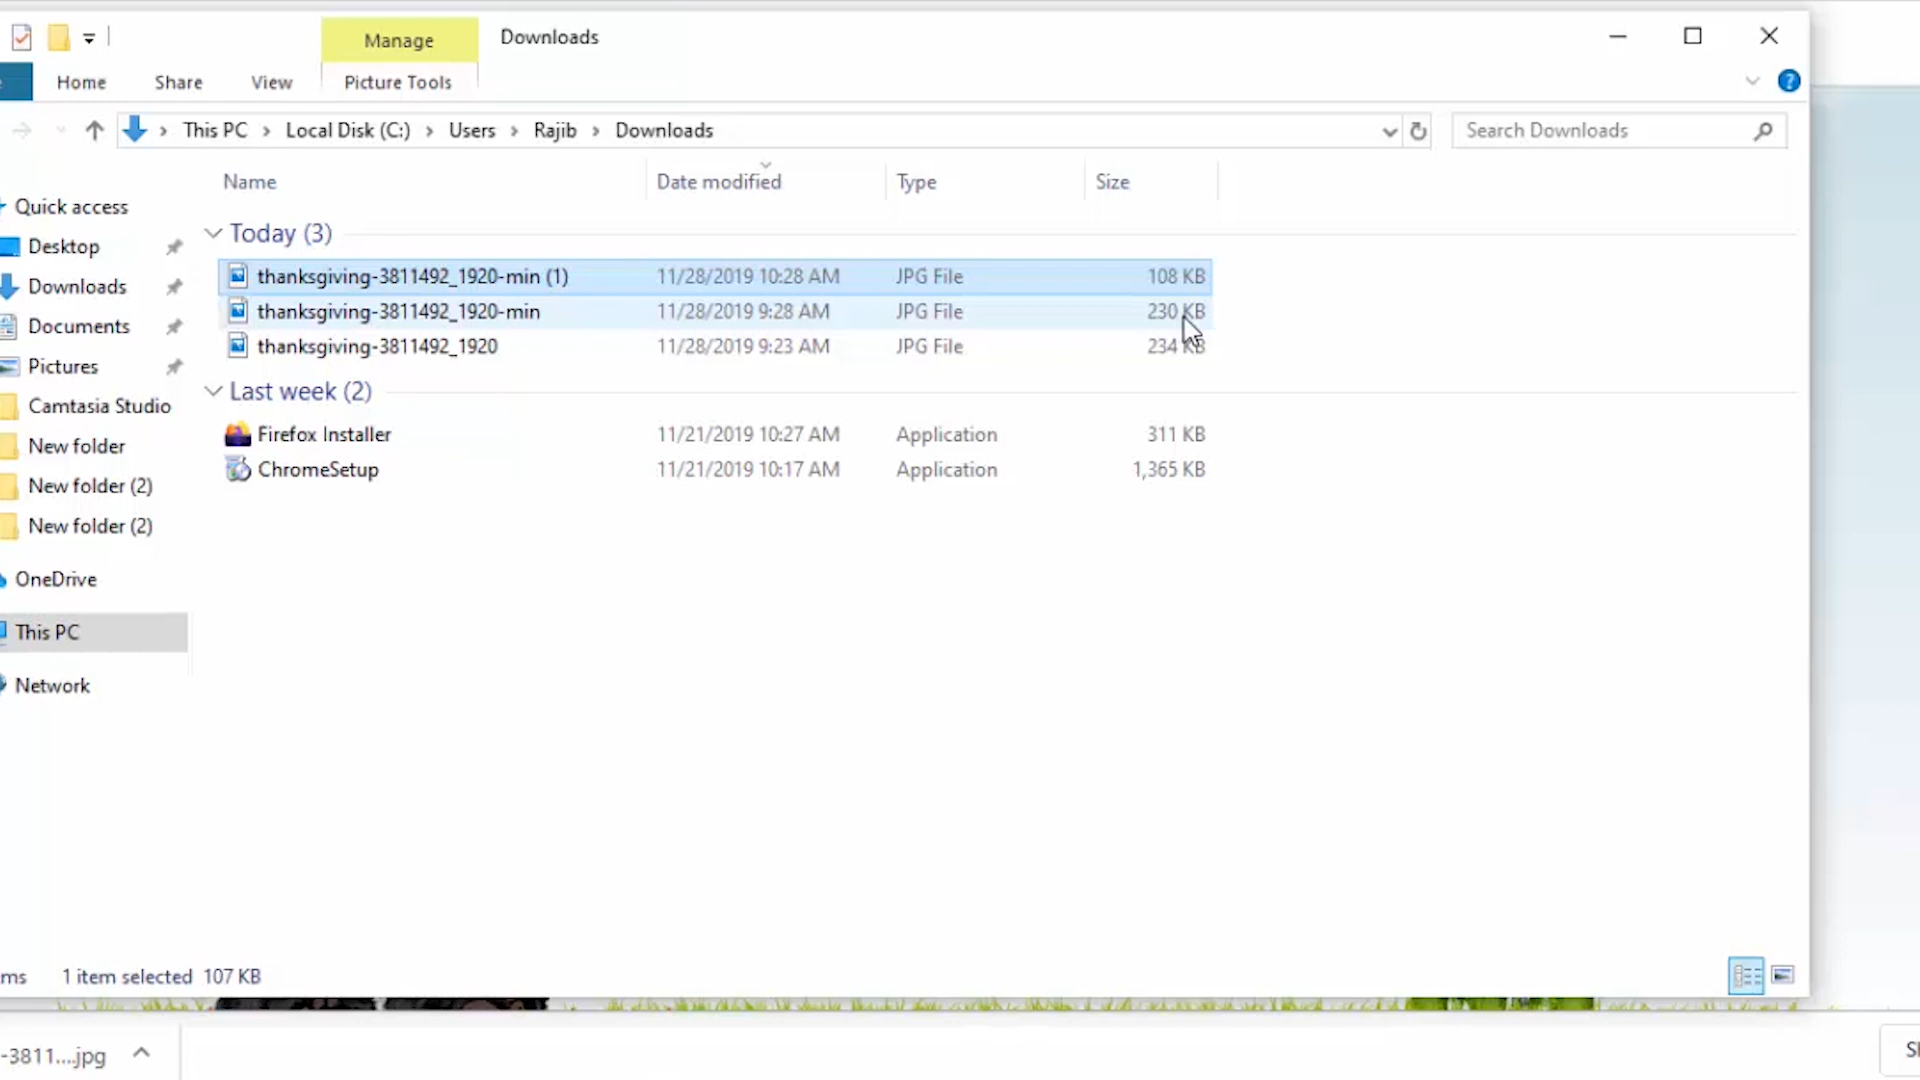 Manage
Downloads
Home
Share
View
Picture Tools
?
This PC > Local Disk (C:) > Users > Rajib > Downloads
Search Downloads
Name
Date modified
Type
Size
Quick access
Desktop
Downloads
Documents
Pictures
Camtasia Studio
New folder
New folder (2)
New folder (2)
OneDrive
This PC
Network
Today (3)
thanksgiving-3811492_1920-min (1) 11/28/2019 10:28 AM JPG File 108 KB
thanksgiving-3811492_1920-min 11/28/2019 9:28 AM JPG File 230 KB
thanksgiving-3811492_1920 11/28/2019 9:23 AM JPG File 234 KB
Last week (2)
Firefox Installer 11/21/2019 10:27 AM Application 311 KB
ChromeSetup 11/21/2019 10:17 AM Application 1,365 KB
ms 1 item selected 107 KB
-3811....jpg